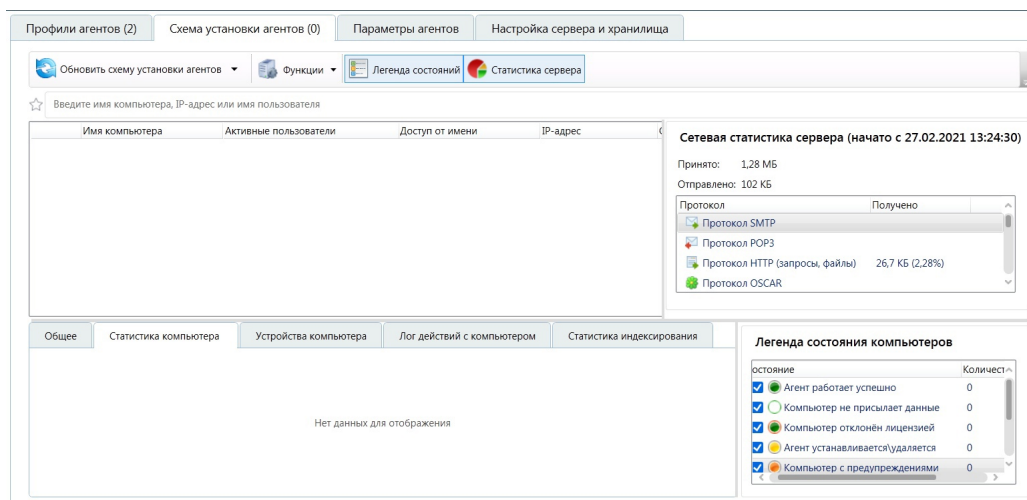 Профили агентов (2) Схема установки агентов (0) Параметры агентов Настройка сервера и хранилища
Обновить схему установки агентов Функции Легенда состояний Статистика сервера
Введите имя компьютера, IP-адрес или имя пользователя
Имя компьютера Активные пользователи Доступ от имени IP-адрес
Сетевая статистика сервера (начато с 27.02.2021 13:24:30)
Принято: 1,28 МБ
Отправлено: 102 КБ
Протокол Получено
Протокол SMTP
Протокол POP3
Протокол HTTP (запросы, файлы) 26,7 КБ (2,28%)
Протокол OSCAR
Общее Статистика компьютера Устройства компьютера Лог действий с компьютером Статистика индексирования
Нет данных для отображения
Легенда состояния компьютеров
остояние Количест
Агент работает успешно 0
Компьютер не присылает данные 0
Компьютер отклонён лицензией 0
Агент устанавливается\удаляется 0
Компьютер с предупреждениями 0